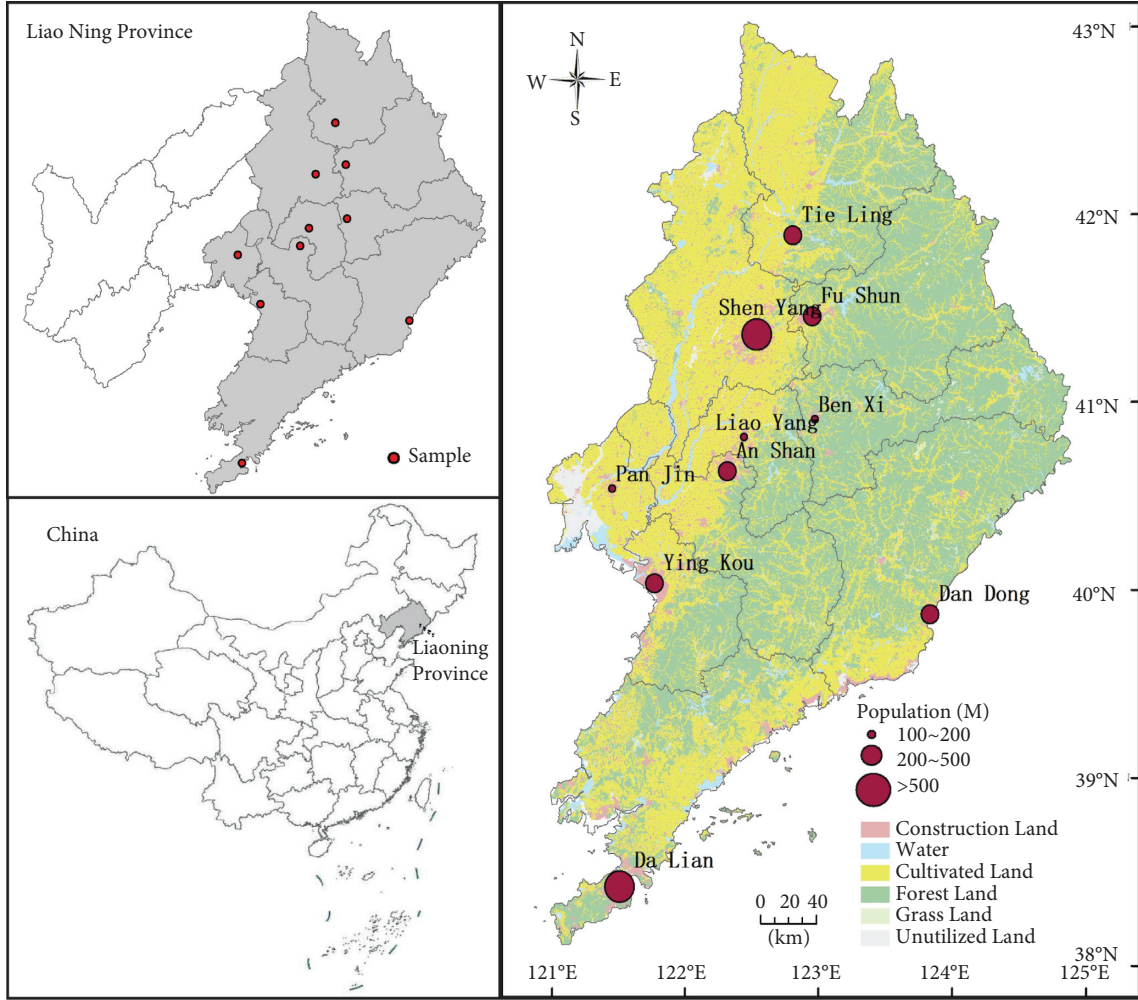 Liao Ning Province
Sample
China
Liaoning
Province
N
W
E
S
43°N
42°N
41°N
40°N
39°N
38°N
Tie Ling
Fu Shun
Shen Yang
Ben Xi
Liao Yang
An Shan
Pan Jin
Ying Kou
Dan Dong
Da Lian
Population (M)
100~200
200~500
>500
Construction Land
Water
Cultivated Land
Forest Land
Grass Land
Unutilized Land
0 20 40
(km)
121°E
122°E
123°E
124°E
125°E